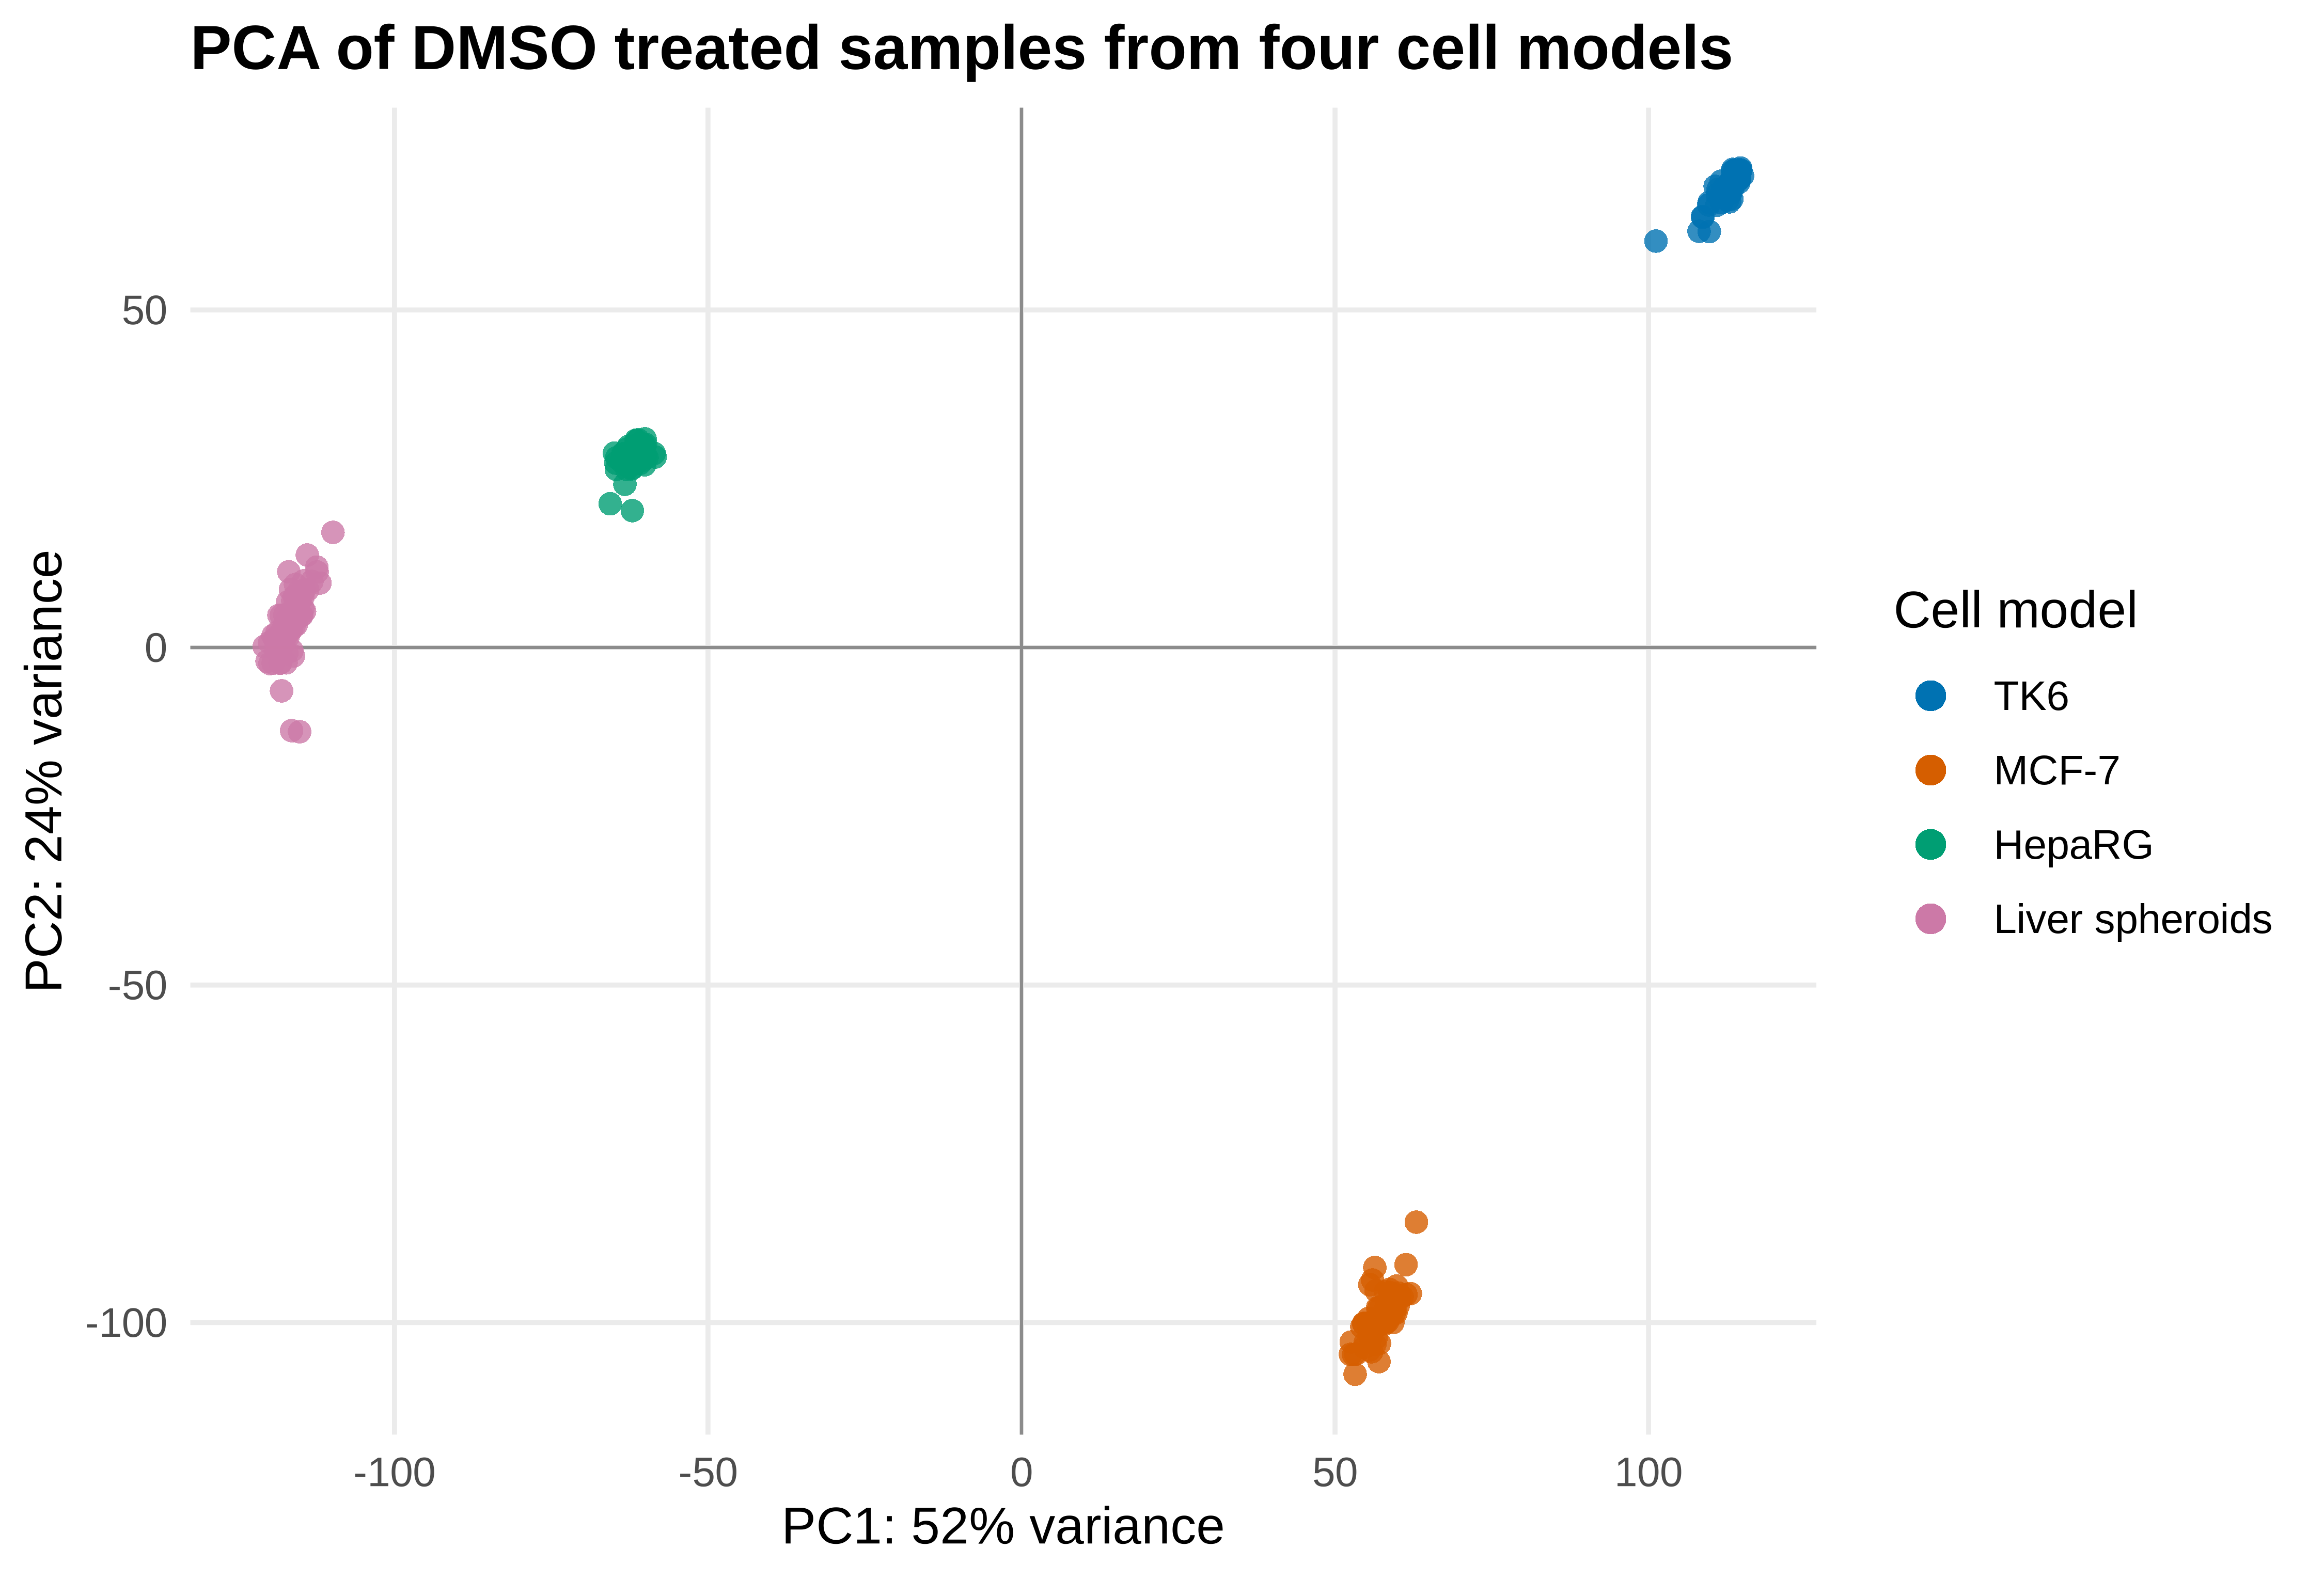 PCA of DMSO treated samples from four cell models
PC2: 24% variance
50
0
-50
-100
-100
-50
0
50
100
PC1: 52% variance
Cell model
TK6
MCF-7
HepaRG
Liver spheroids